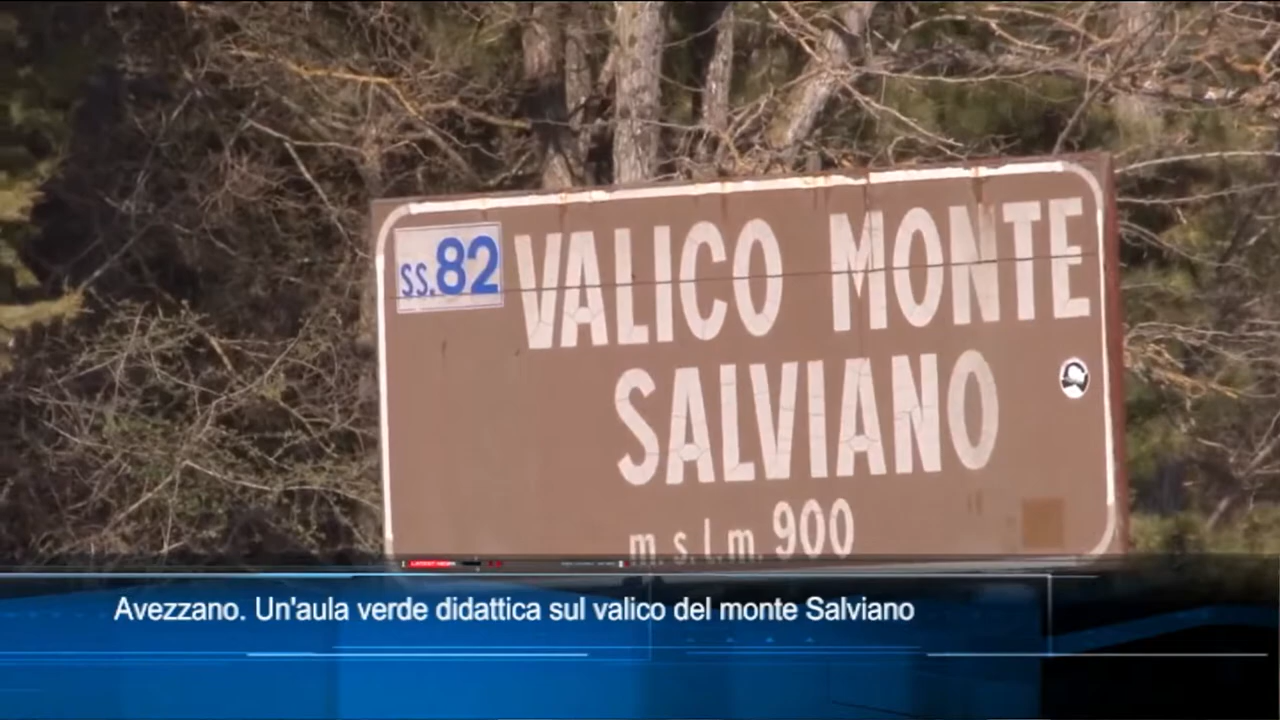 SS.82 VALICO MONTE
SALVIANO
m.s.l.m. 900
Avezzano. Un'aula verde didattica sul valico del monte Salviano